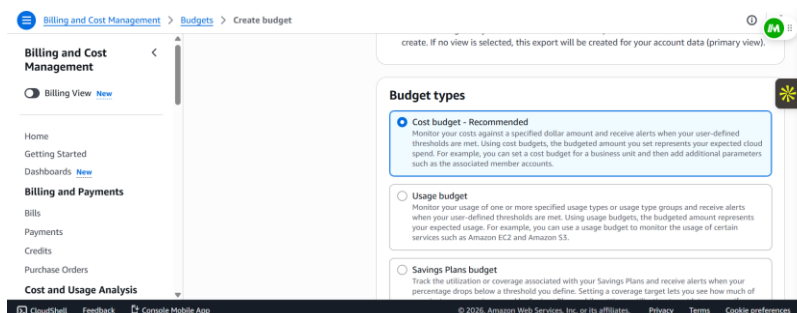 Billing and Cost Management > Budgets > Create budget
Billing and Cost
Management
Billing View New
Home
Getting Started
Dashboards New
Billing and Payments
Bills
Payments
Credits
Purchase Orders
Cost and Usage Analysis
create. If no view is selected, this export will be created for your account data (primary view).
Budget types
Cost budget - Recommended
Monitor your costs against a specified dollar amount and receive alerts when your user-defined
thresholds are met. Using cost budgets, the budgeted amount you set represents your expected cloud
spend. For example, you can set a cost budget for a business unit and then add additional parameters
such as the associated member accounts.
Usage budget
Monitor your usage of one or more specified usage types or usage type groups and receive alerts
when your user-defined thresholds are met. Using usage budgets, the budgeted amount represents
your expected usage. For example, you can use a usage budget to monitor the usage of certain
services such as Amazon EC2 and Amazon S3.
Savings Plans budget
Track the utilization or coverage associated with your Savings Plans and receive alerts when your
percentage drops below a threshold you define. Setting a coverage target lets you see how much of
CloudShell Feedback Console Mobile App © 2026, Amazon Web Services, Inc. or its affiliates. Privacy Terms Cookie preferences